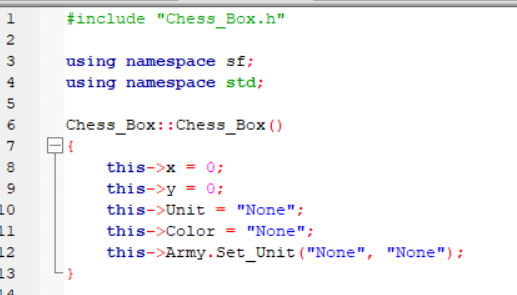 1 #include "Chess_Box.h"
2
3 using namespace sf;
4 using namespace std;
5
6 Chess_Box::Chess_Box()
7 {
8 this->x = 0;
9 this->y = 0;
10 this->Unit = "None";
11 this->Color = "None";
12 this->Army.Set_Unit("None", "None");
13 }
14